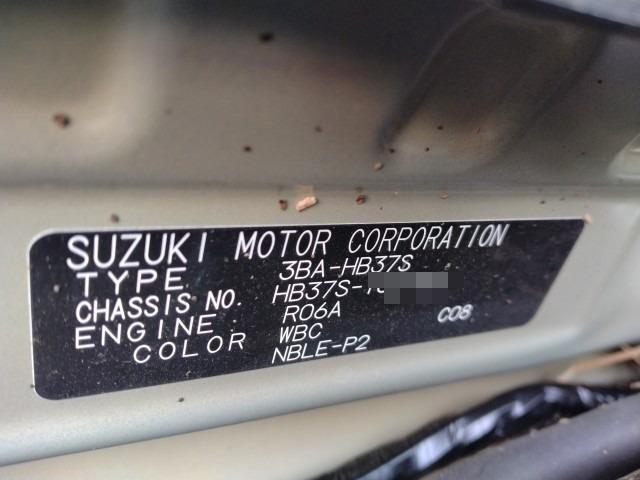 SUZUKI MOTOR CORPORATION
TYPE 3BA-HB37S
CHASSIS NO. HB37S-
ENGINE R06A C08
COLOR WBC
NBLE-P2